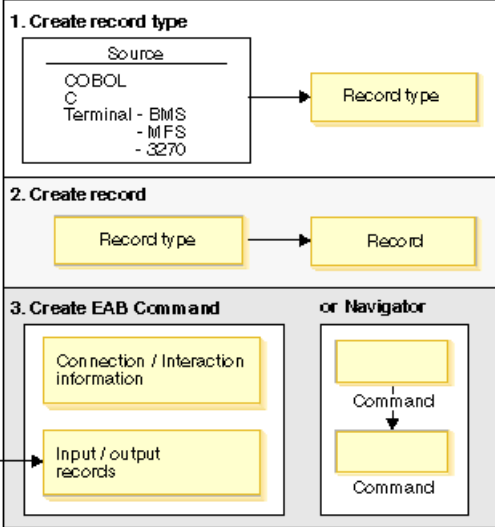 1. Create record type
Source
COBOL
C
Terminal - BMS
- MFS
- 3270
Record type
2. Create record
Record type
Record
3. Create EAB Command
or Navigator
Connection / Interaction
information
Input / output
records
Command
Command